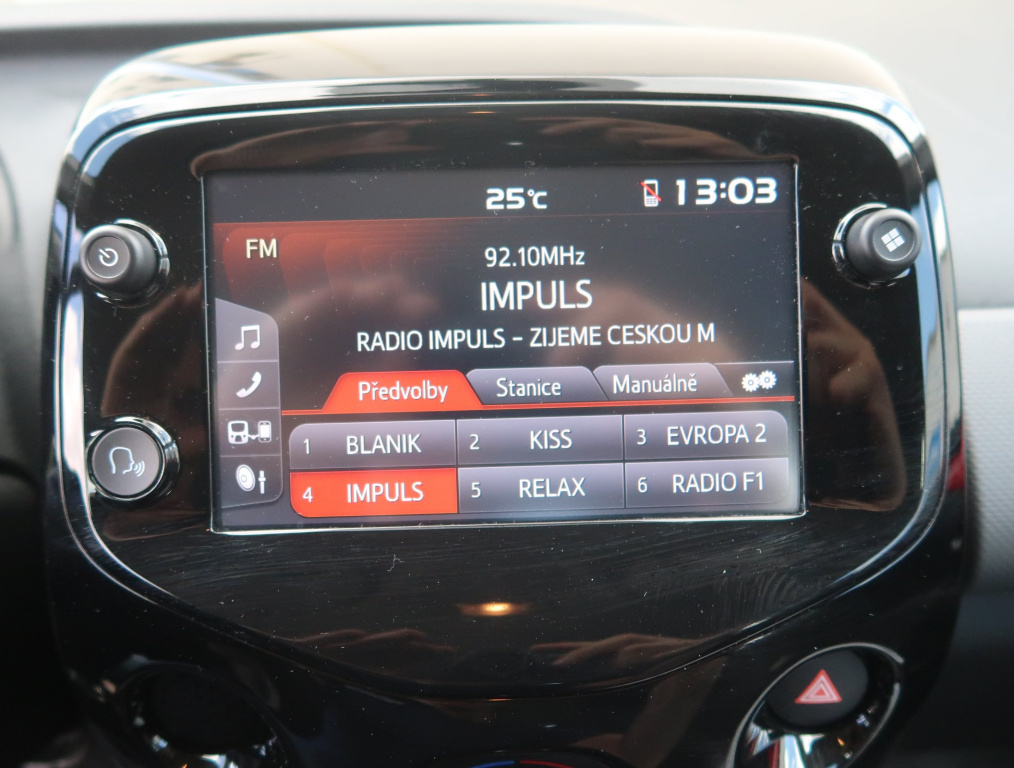 25°C 13:03
FM
92.10MHz
IMPULS
RADIO IMPULS - ZIJEME CESKOU M
Předvolby Stanice Manuálně
1 BLANIK 2 KISS 3 EVROPA 2
4 IMPULS 5 RELAX 6 RADIO F1